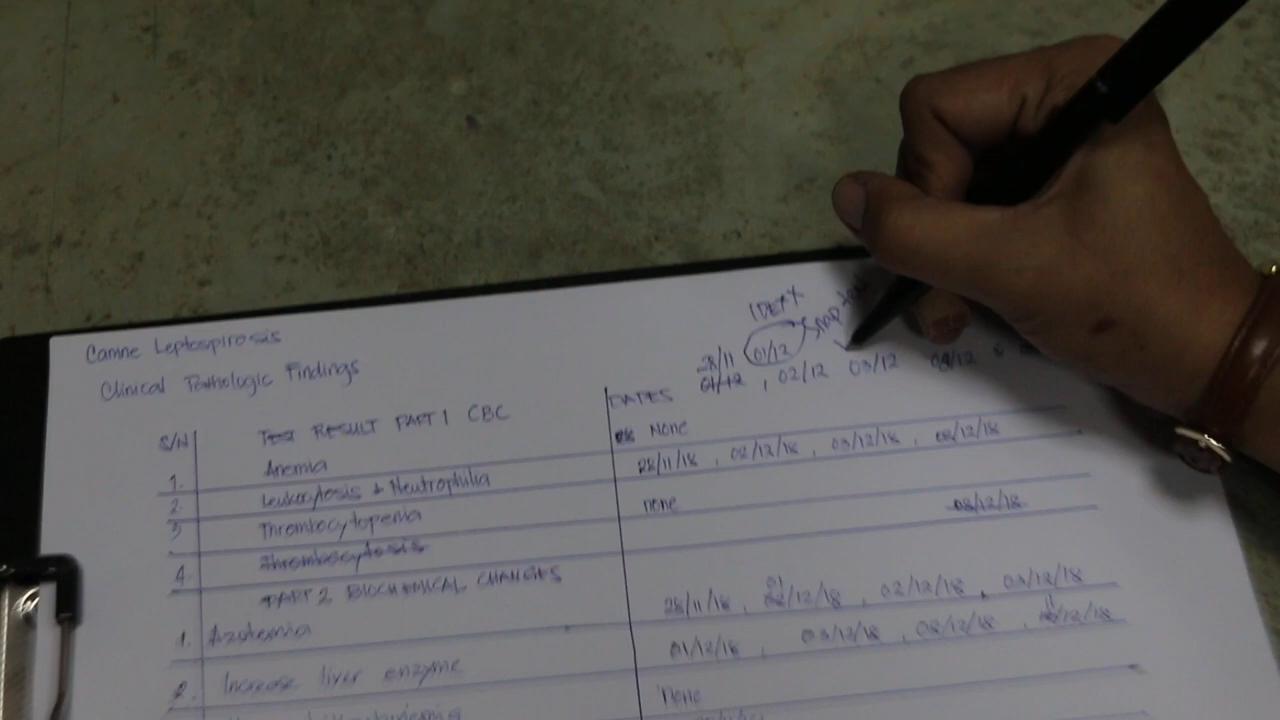 Canine Leptospirosis
Clinical Pathologic Findings
IDEXX
28/11 01/12
01/12 , 02/12 03/12 08/12
S/N TEST RESULT PART 1 CBC DATES
1. Anemia None
2. Leukocytosis & Neutrophilia 28/11/18 , 02/12/18 , 03/12/18 , 08/12/18
3 Thrombocytopenia none
4. Thrombocytosis 08/12/18
PART 2 BIOCHEMICAL CHANGES
1. Azotemia 28/11/18 , 01/12/18 , 02/12/18 , 03/12/18
2. Increase liver enzyme 01/12/18 , 03/12/18 , 08/12/18 ,
None